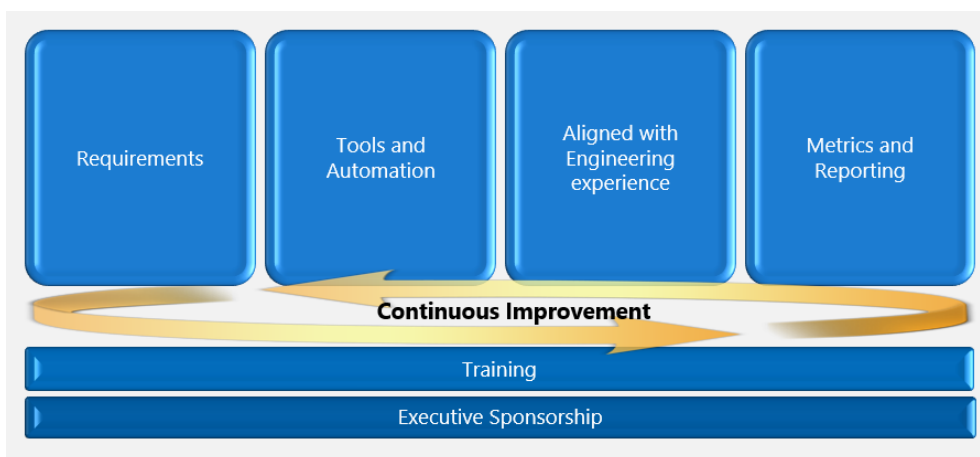 Requirements
Tools and
Automation
Aligned with
Engineering
experience
Metrics and
Reporting
Continuous Improvement
Training
Executive Sponsorship